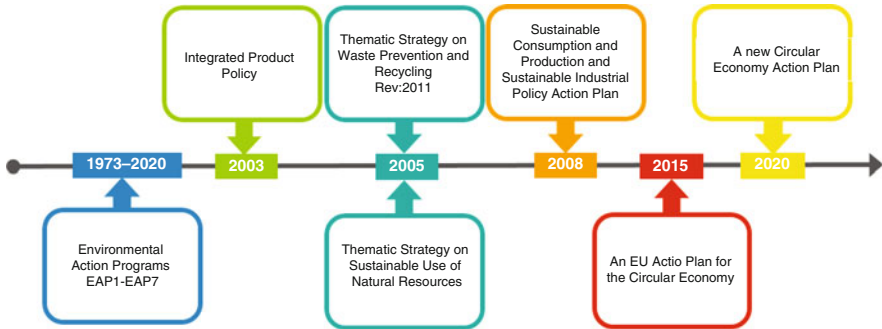 Integrated Product
Policy
Thematic Strategy on
Waste Prevention and
Recycling
Rev:2011
Sustainable
Consumption and
Production and
Sustainable Industrial
Policy Action Plan
A new Circular
Economy Action Plan
1973–2020
2003
2005
2008
2015
2020
Environmental
Action Programs
EAP1-EAP7
Thematic Strategy on
Sustainable Use of
Natural Resources
An EU Actio Plan for
the Circular Economy